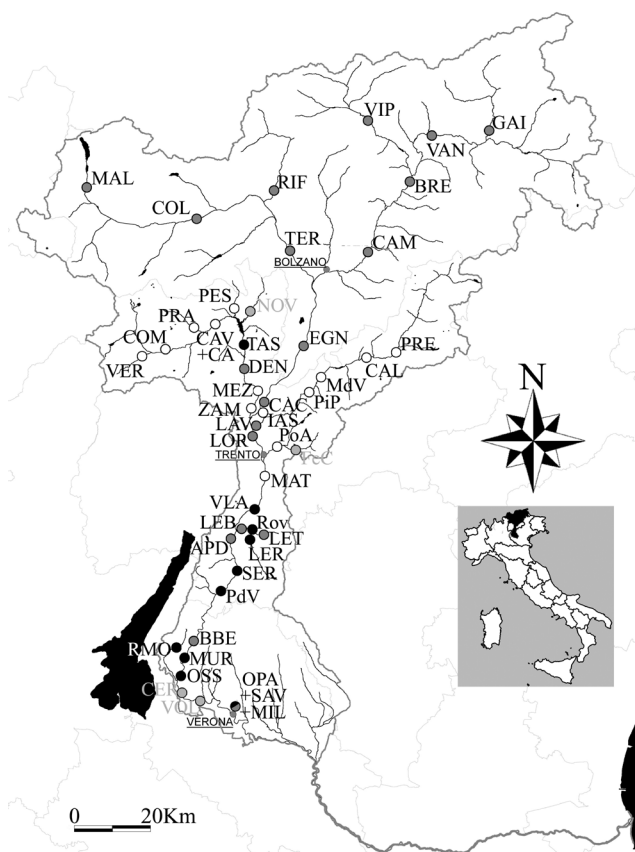 VIP
GAI
VAN
MAL
RIF
BRE
COL
TER
CAM
BOLZANO
PES
NOV
PRA
CAV
+CA
TAS
EGN
COM
PRE
VER
DEN
CAL
MEZ
MdV
ZAM
CAC
PiP
IAS
LAV
LOR
PoA
TRENTO
N
MAT
VLA
LEB
Rov
LET
APD
LER
SER
PdV
BBE
RMO
MUR
OSS
OPA
+SAV
+MIL
CER
VOL
VERONA
0 20Km